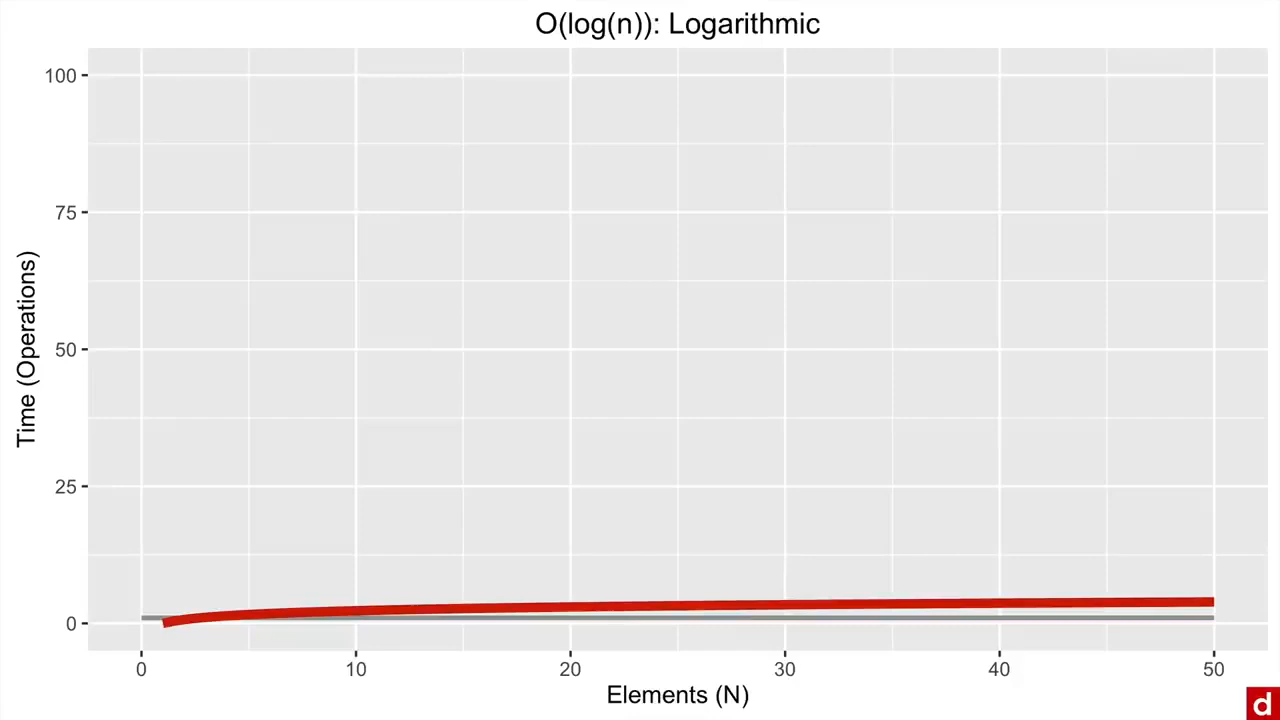 O(log(n)): Logarithmic
100
75
50
25
0
Time (Operations)
0 10 20 30 40 50
Elements (N)
d